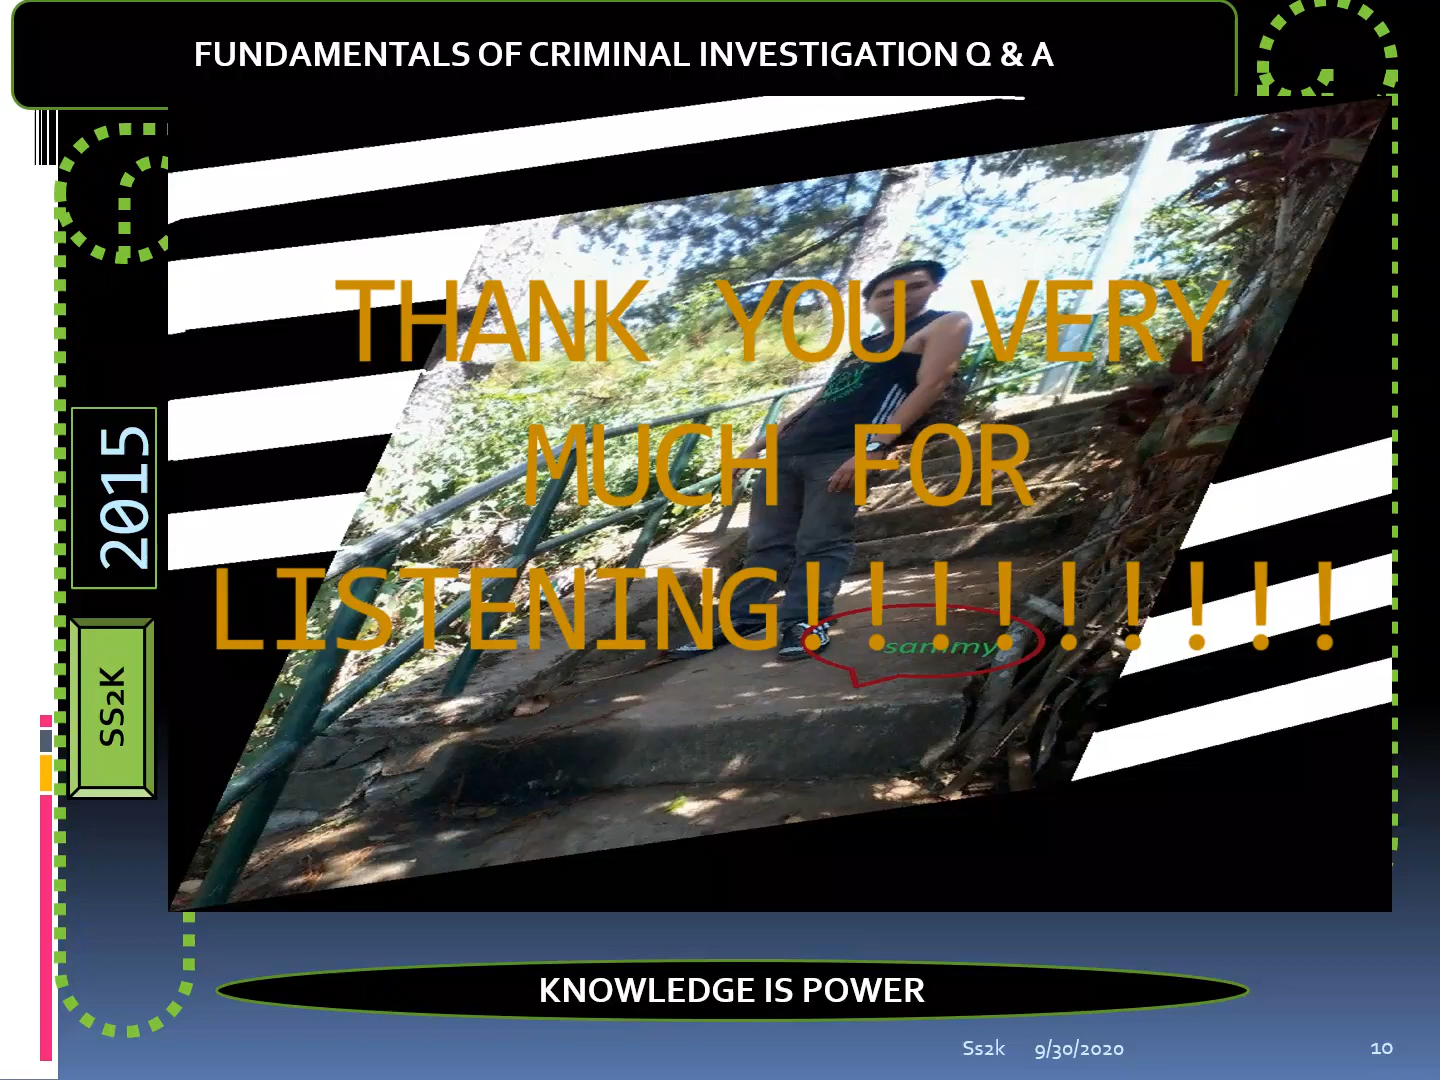 FUNDAMENTALS OF CRIMINAL INVESTIGATION Q & A
THANK YOU VERY
MUCH FOR
LISTENING!!!!!!!!!
sammy
2015
SS2K
KNOWLEDGE IS POWER
Ss2k 9/30/2020 10